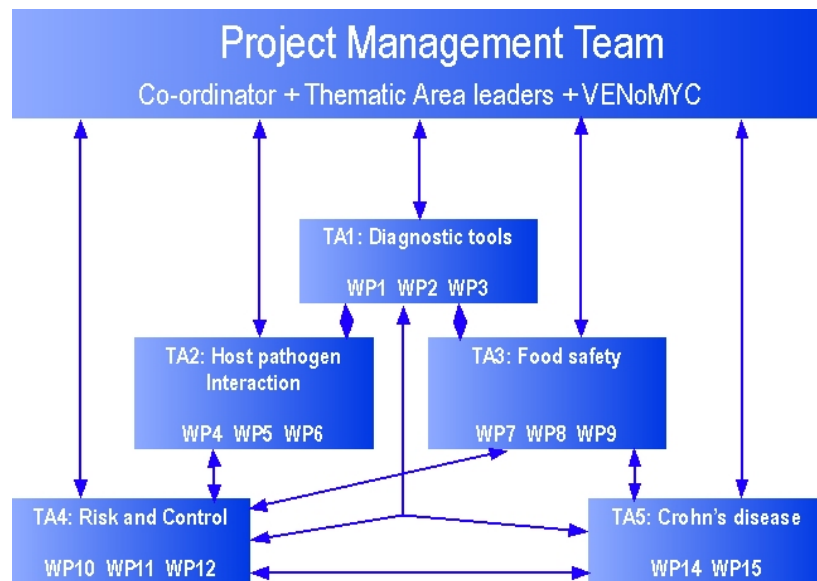 Project Management Team
Co-ordinator + Thematic Area leaders + VENoMYC
TA1: Diagnostic tools
WP1 WP2 WP3
TA2: Host pathogen
Interaction
WP4 WP5 WP6
TA3: Food safety
WP7 WP8 WP9
TA4: Risk and Control
WP10 WP11 WP12
TA5: Crohn's disease
WP14 WP15